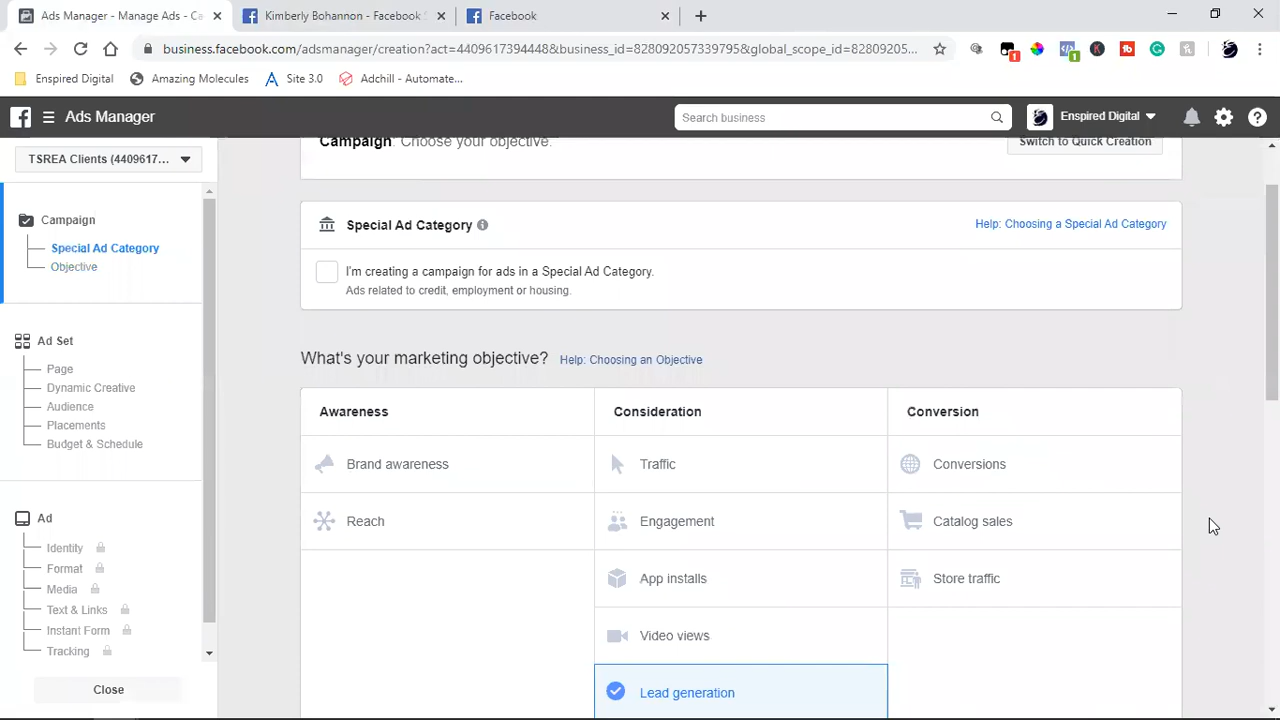 Ads Manager - Manage Ads - Ca
Kimberly Bohannon - Facebook
Facebook
business.facebook.com/adsmanager/creation?act=4409617394448&business_id=828092057339795&global_scope_id=82809205...
Enspired Digital
Amazing Molecules
Site 3.0
Adchill - Automate...
1
1
Ads Manager
Search business
Enspired Digital
TSREA Clients (4409617...
Campaign: Choose your objective.
Switch to Quick Creation
Campaign
Special Ad Category
Objective
Special Ad Category
Help: Choosing a Special Ad Category
I'm creating a campaign for ads in a Special Ad Category.
Ads related to credit, employment or housing.
Ad Set
Page
Dynamic Creative
Audience
Placements
Budget & Schedule
What's your marketing objective?
Help: Choosing an Objective
Awareness
Consideration
Conversion
Brand awareness
Traffic
Conversions
Reach
Engagement
Catalog sales
App installs
Store traffic
Video views
Lead generation
Ad
Identity
Format
Media
Text & Links
Instant Form
Tracking
Close